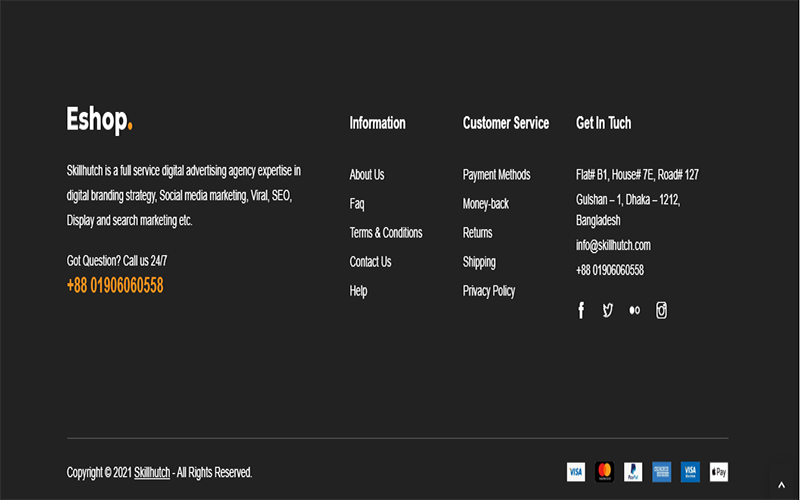 Eshop.
Skillhutch is a full service digital advertising agency expertise in
digital branding strategy, Social media marketing, Viral, SEO,
Display and search marketing etc.
Got Question? Call us 24/7
+88 01906060558
Information
About Us
Faq
Terms & Conditions
Contact Us
Help
Customer Service
Payment Methods
Money-back
Returns
Shipping
Privacy Policy
Get In Tuch
Flat# B1, House# 7E, Road# 127
Gulshan – 1, Dhaka – 1212,
Bangladesh
info@skillhutch.com
+88 01906060558
Copyright © 2021 Skillhutch - All Rights Reserved.
VISA
PayPal
VISA
Pay